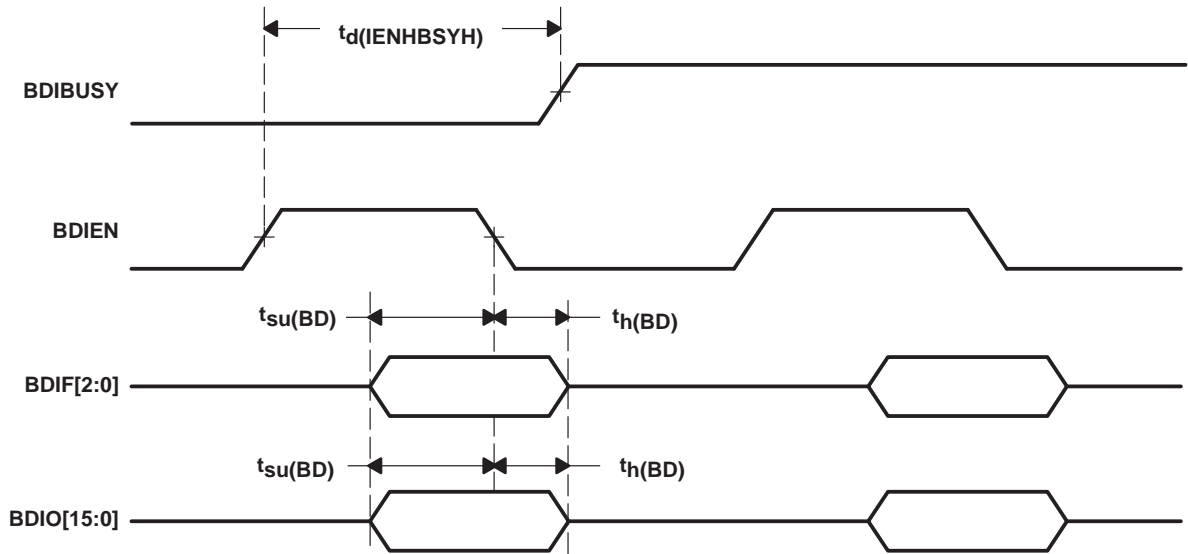 td(IENHBSYH)
BDIBUSY
BDIEN
tsu(BD) th(BD)
BDIF[2:0]
tsu(BD) th(BD)
BDIO[15:0]